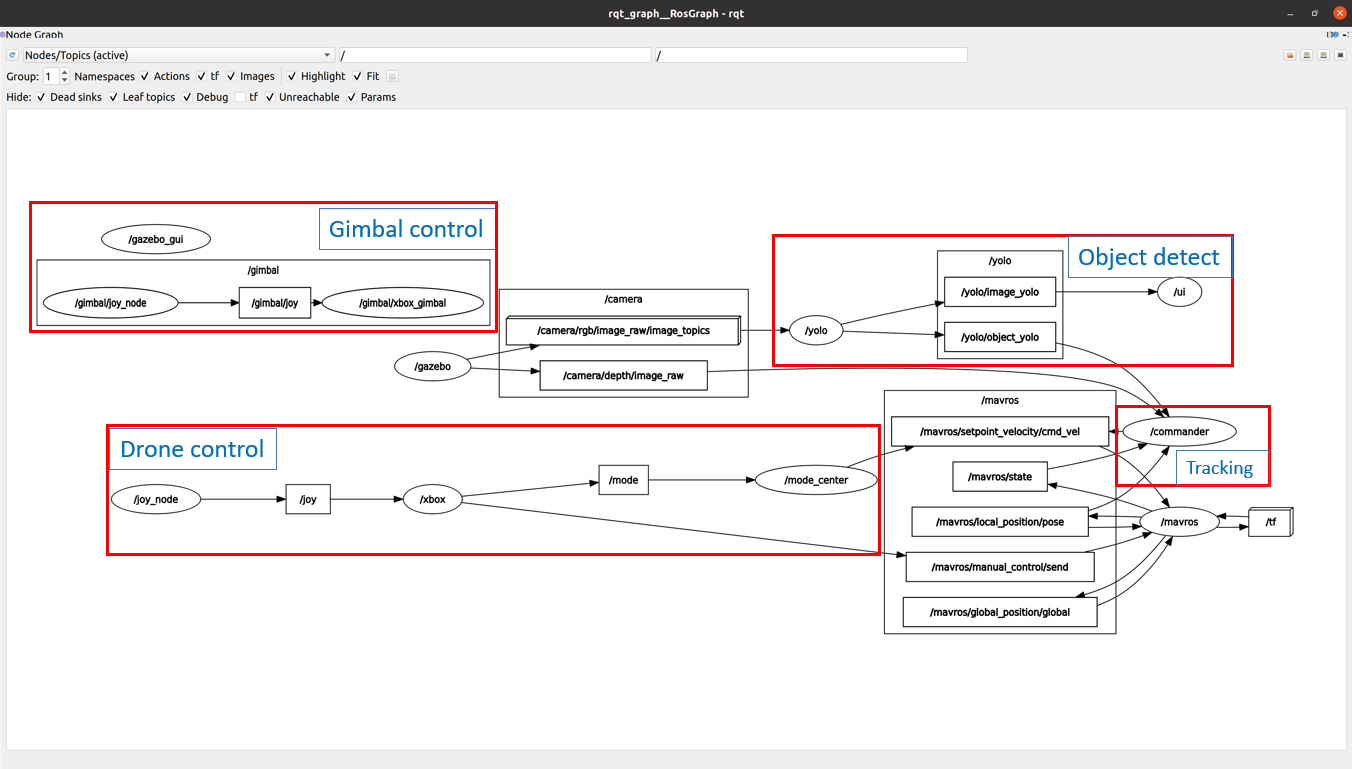 rqt_graph__RosGraph - rqt
Node Graph
Nodes/Topics (active)
/
/
Group: 1 Namespaces Actions tf Images Highlight Fit
Hide: Dead sinks Leaf topics Debug tf Unreachable Params
Gimbal control
/gazebo_gui
/gimbal
/gimbal/joy_node
/gimbal/joy
/gimbal/xbox_gimbal
/camera
/camera/rgb/image_raw/image_topics
/gazebo
/camera/depth/image_raw
Object detect
/yolo
/yolo/image_yolo
/ui
/yolo
/yolo/object_yolo
Drone control
/joy_node
/joy
/xbox
/mode
/mode_center
/mavros
/mavros/setpoint_velocity/cmd_vel
/commander
Tracking
/mavros/state
/mavros/local_position/pose
/mavros
/tf
/mavros/manual_control/send
/mavros/global_position/global